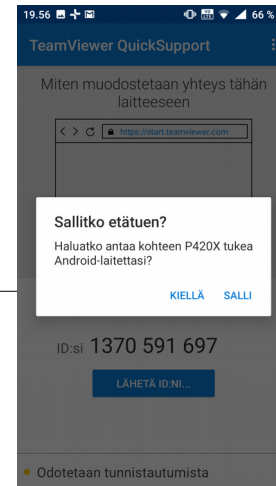 19.56 66 %
TeamViewer QuickSupport
Miten muodostetaan yhteys tähän
laitteeseen
https://start.teamviewer.com
Sallitko etätuen?
Haluatko antaa kohteen P420X tukea
Android-laitettasi?
KIELLÄ SALLI
ID:si 1370 591 697
LÄHETÄ ID:NI...
Odotetaan tunnistautumista